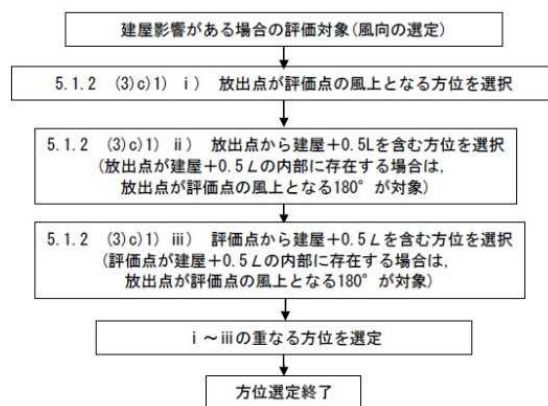 建屋影響がある場合の評価対象(風向の選定)
5.1.2 (3)c)1) ⅰ) 放出点が評価点の風上となる方位を選択
5.1.2 (3)c)1) ⅱ) 放出点から建屋+0.5Lを含む方位を選択
(放出点が建屋+0.5Lの内部に存在する場合は,
放出点が評価点の風上となる180°が対象)
5.1.2 (3)c)1) ⅲ) 評価点から建屋+0.5Lを含む方位を選択
(評価点が建屋+0.5Lの内部に存在する場合は,
放出点が評価点の風上となる180°が対象)
ⅰ~ⅲの重なる方位を選定
方位選定終了